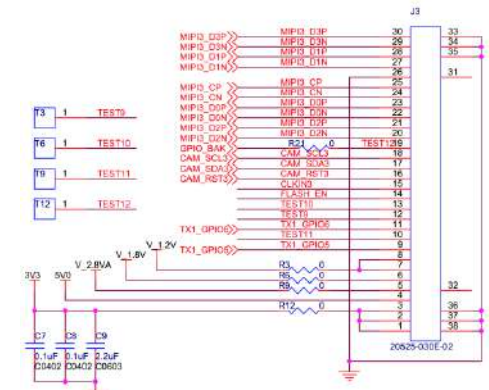 J3
MIPI3_D3P MIPI3_D3P 30 33
MIPI3_D3N MIPI3_D3N 29 34
MIPI3_D1P MIPI3_D1P 28 35
MIPI3_D1N MIPI3_D1N 27
26 31
MIPI3_CP MIPI3_CP 25
MIPI3_CN MIPI3_CN 24
MIPI3_D0P MIPI3_D0P 23
MIPI3_D0N MIPI3_D0N 22
MIPI3_D2P MIPI3_D2P 21
MIPI3_D2N MIPI3_D2N 20
GPIO_BAK R21 0 TEST12 19
CAM_SCL3 CAM_SCL3 18
CAM_SDA3 CAM_SDA3 17
CAM_RST3 CAM_RST3 16
CLKIN3 15
FLASH_EN 14
TEST10 13
TEST9 12
TX1_GPIO6 TX1_GPIO6 11
TEST11 10
TX1_GPIO5 TX1_GPIO5 9
8
V_1.2V R3 0 7
V_1.8V R5 0 6
V_2.8VA R9 0 5 32
4
R12 0 3 36
2 37
1 38
20525-030E-02
T3 1 TEST9
T6 1 TEST10
T9 1 TEST11
T12 1 TEST12
3V3 5V0
C7 C8 C9
0.1uF 0.1uF 2.2uF
C0402 C0402 C0603